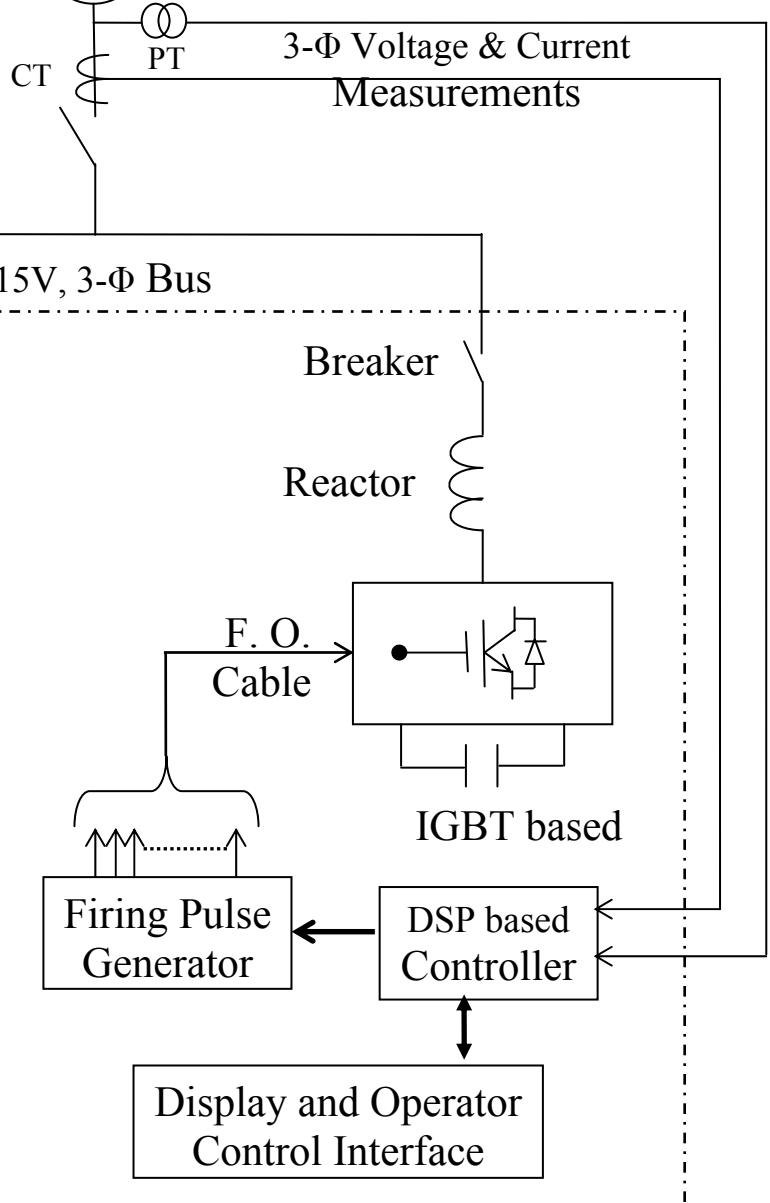 PT
3-Φ Voltage & Current
Measurements
CT
15V, 3-Φ Bus
Breaker
Reactor
F. O.
Cable
IGBT based
Firing Pulse
Generator
DSP based
Controller
Display and Operator
Control Interface